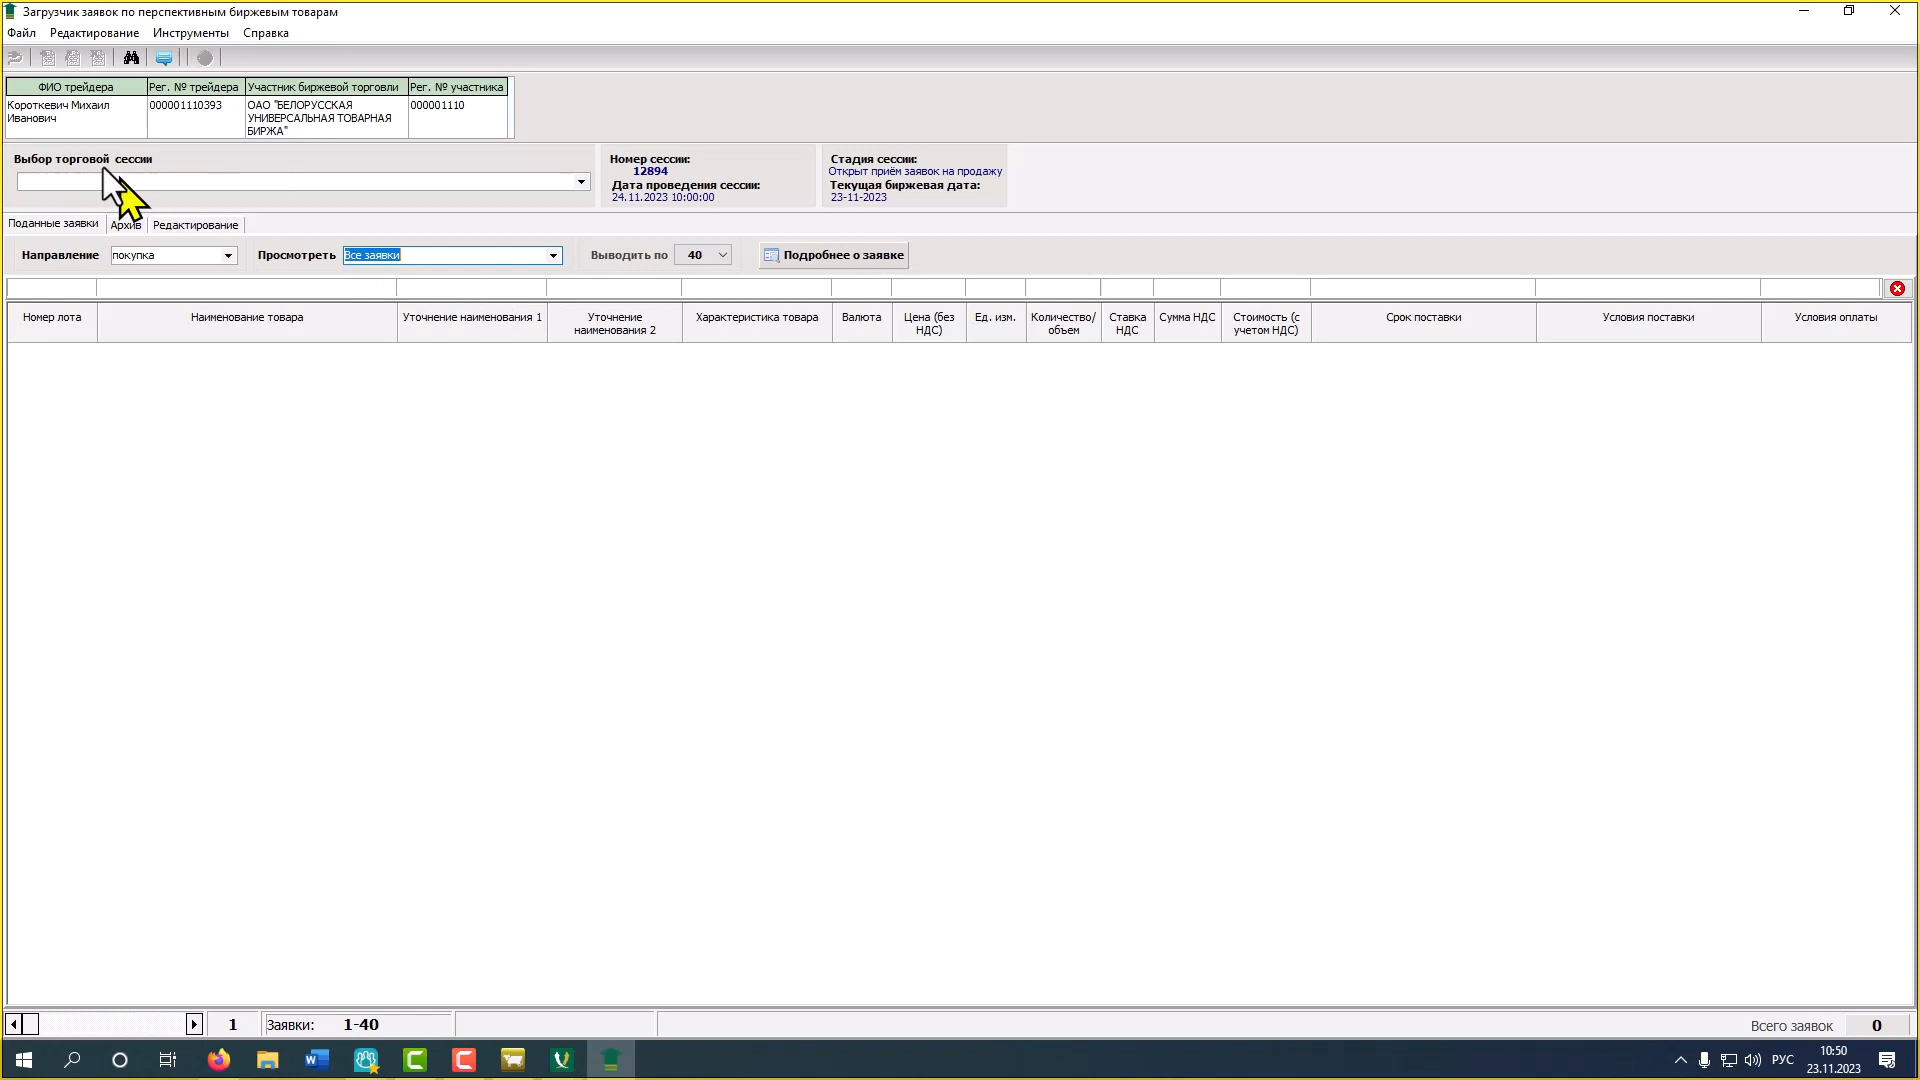 Загрузчик заявок по перспективным биржевым товарам
Файл Редактирование Инструменты Справка
ФИО трейдера Рег. № трейдера Участник биржевой торговли Рег. № участника
Короткевич Михаил Иванович 000001110393 ОАО "БЕЛОРУССКАЯ УНИВЕРСАЛЬНАЯ ТОВАРНАЯ БИРЖА" 000001110
Выбор торговой сессии
Номер сессии:
12894
Дата проведения сессии:
24.11.2023 10:00:00
Стадия сессии:
Открыт приём заявок на продажу
Текущая биржевая дата:
23-11-2023
Поданные заявки Архив Редактирование
Направление покупка Просмотреть Все заявки Выводить по 40 Подробнее о заявке
Номер лота Наименование товара Уточнение наименования 1 Уточнение наименования 2 Характеристика товара Валюта Цена (без НДС) Ед. изм. Количество/объем Ставка НДС Сумма НДС Стоимость (с учетом НДС) Срок поставки Условия поставки Условия оплаты
1 Заявки: 1-40 Всего заявок 0
РУС 10:50
23.11.2023